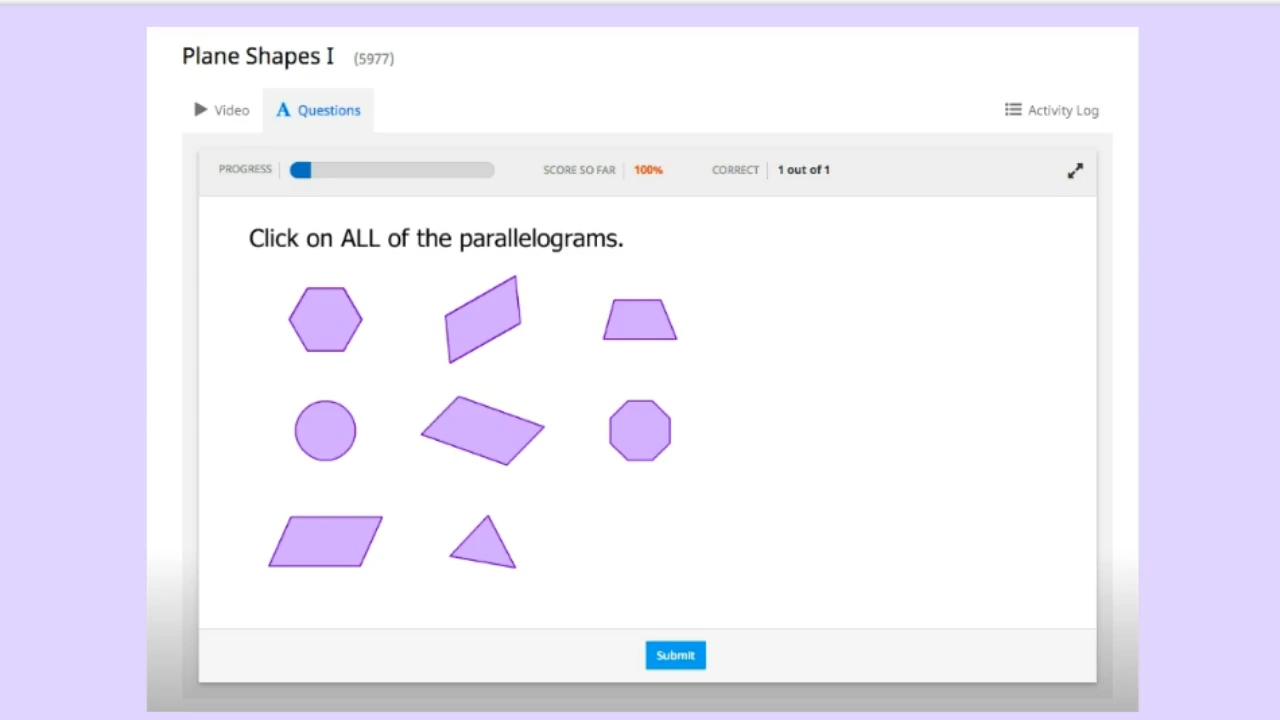 Plane Shapes I (5977)
Video
Questions
Activity Log
PROGRESS
SCORE SO FAR 100%
CORRECT 1 out of 1
Click on ALL of the parallelograms.
Submit